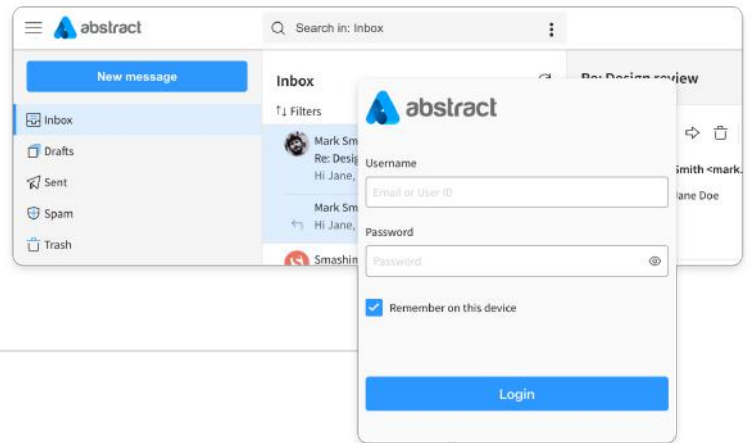 abstract
Search in: Inbox
New message
Inbox
Drafts
Sent
Spam
Trash
Inbox
Filters
Mark Sm
Re: Desig
Hi Jane,
Mark Sm
Hi Jane,
Smashin
Re: Design review
Smith <mark.
Jane Doe
abstract
Username
Email or User ID
Password
Password
Remember on this device
Login